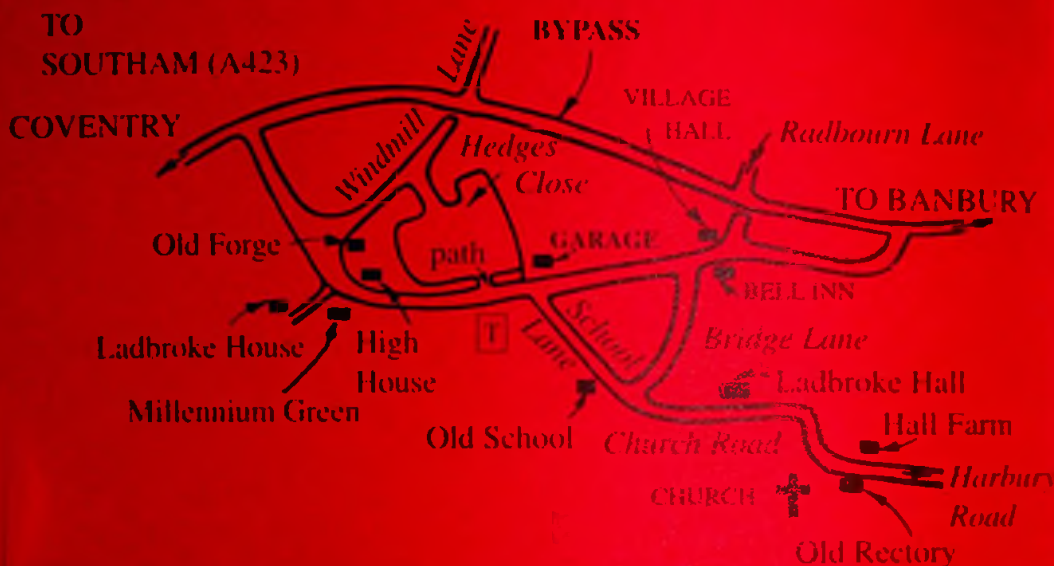 TO
SOUTHAM (A423)
COVENTRY
Lane
BYPASS
VILLAGE
HALL
Radbourn Lane
Windmill
Hedges
Close
TO BANBURY
Old Forge
path
GARAGE
BELL INN
Ladbroke House
High
House
T
School
Lane
Bridge Lane
Millennium Green
Ladbroke Hall
Old School
Church Road
Hall Farm
CHURCH
Harbury
Road
Old Rectory